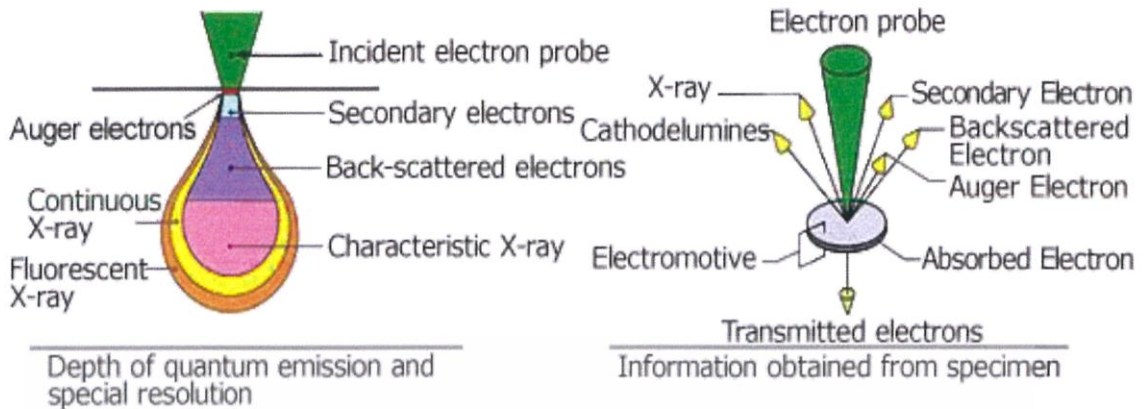 Incident electron probe
Auger electrons
Secondary electrons
Back-scattered electrons
Continuous
X-ray
Characteristic X-ray
Fluorescent
X-ray
Depth of quantum emission and
special resolution
Electron probe
X-ray
Secondary Electron
Cathodelumines
Backscattered
Electron
Auger Electron
Electromotive
Absorbed Electron
Transmitted electrons
Information obtained from specimen